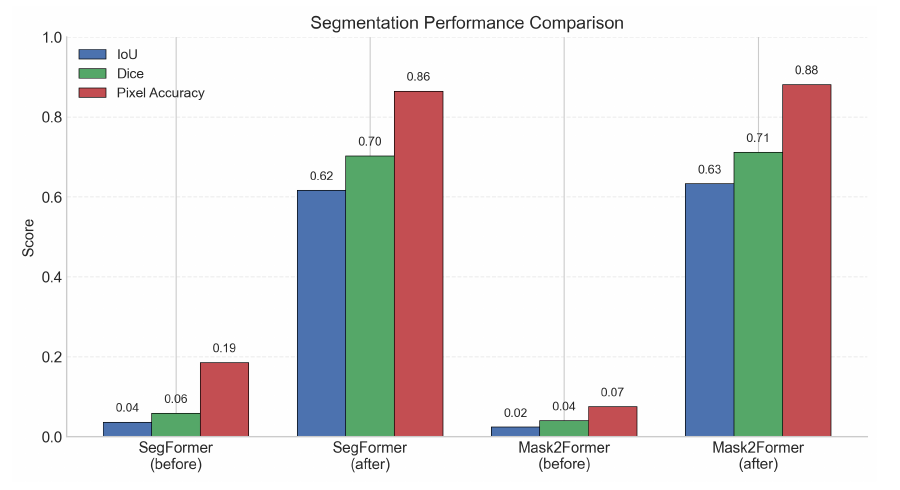 Segmentation Performance Comparison
1.0
0.8
0.6
0.4
0.2
0.0
Score
IoU
Dice
Pixel Accuracy
0.04
0.06
0.19
0.62
0.70
0.86
0.02
0.04
0.07
0.63
0.71
0.88
SegFormer
(before)
SegFormer
(after)
Mask2Former
(before)
Mask2Former
(after)